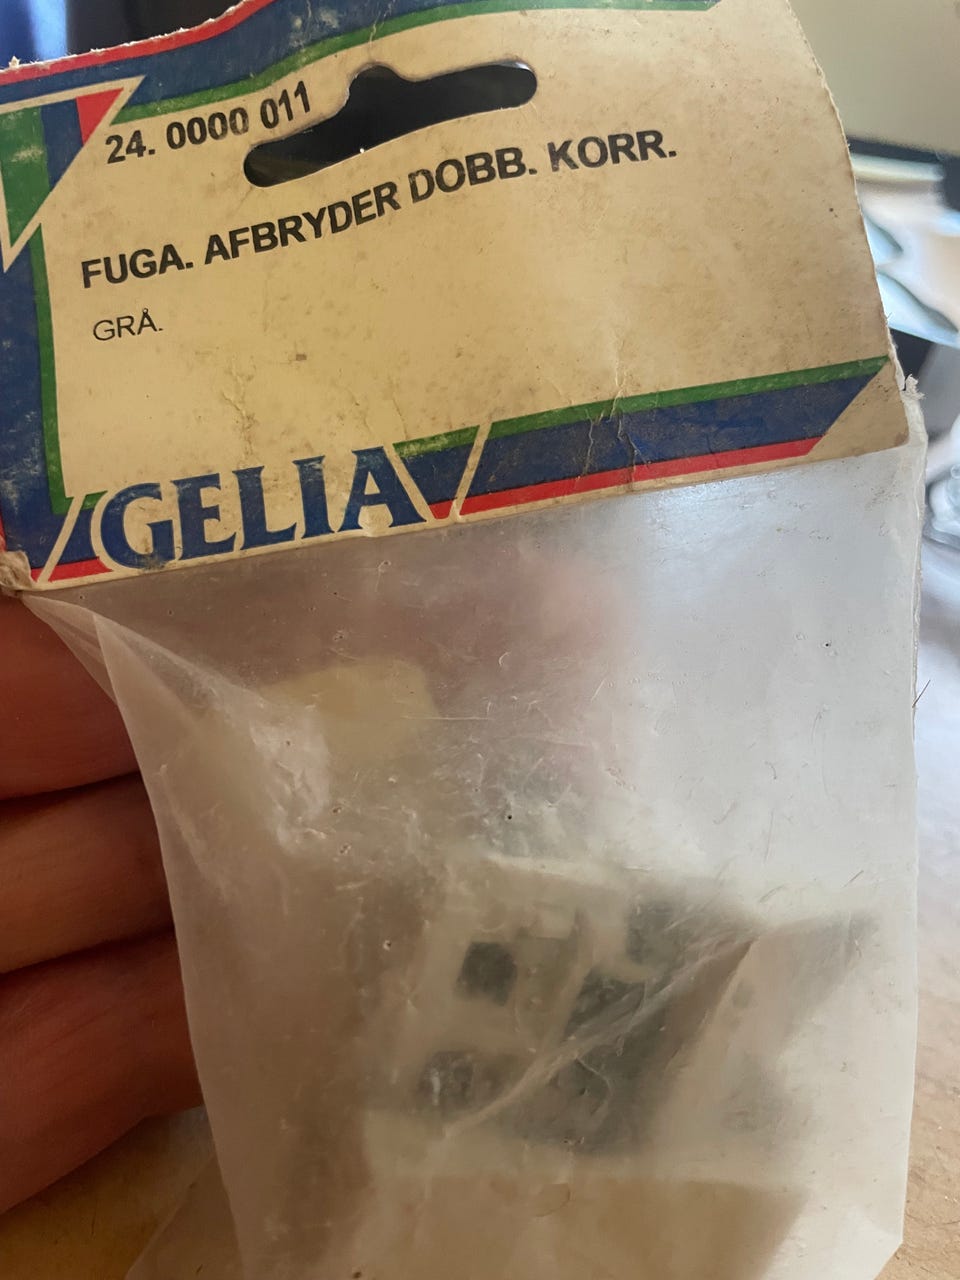 24. 0000 011
FUGA. AFBRYDER DOBB. KORR.
GRÅ.
GELIA